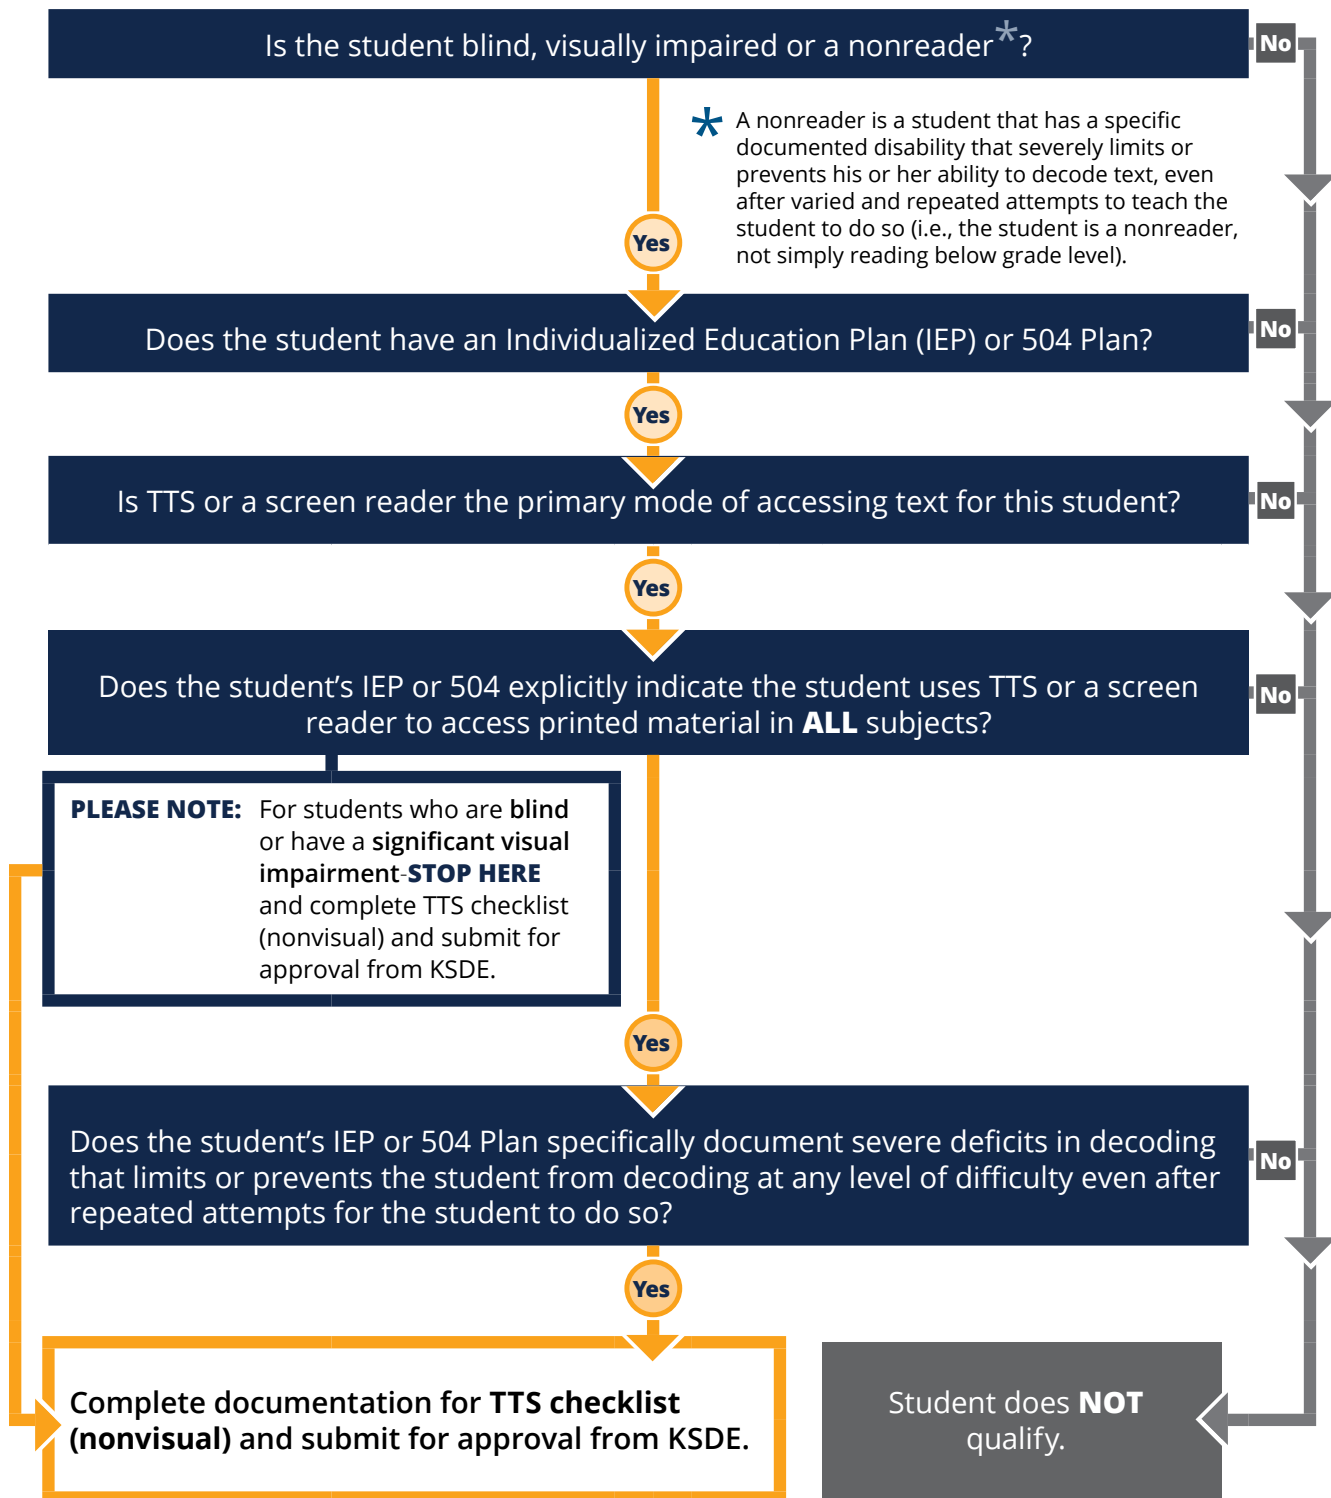 Is the student blind, visually impaired or a nonreader*?
No
* A nonreader is a student that has a specific
documented disability that severely limits or
prevents his or her ability to decode text, even
after varied and repeated attempts to teach the
student to do so (i.e., the student is a nonreader,
not simply reading below grade level).
Yes
Does the student have an Individualized Education Plan (IEP) or 504 Plan?
No
Yes
Is TTS or a screen reader the primary mode of accessing text for this student?
No
Yes
Does the student’s IEP or 504 explicitly indicate the student uses TTS or a screen
reader to access printed material in ALL subjects?
No
PLEASE NOTE: For students who are blind
or have a significant visual
impairment-STOP HERE
and complete TTS checklist
(nonvisual) and submit for
approval from KSDE.
Yes
Does the student’s IEP or 504 Plan specifically document severe deficits in decoding
that limits or prevents the student from decoding at any level of difficulty even after
repeated attempts for the student to do so?
No
Yes
Complete documentation for TTS checklist
(nonvisual) and submit for approval from KSDE.
Student does NOT
qualify.